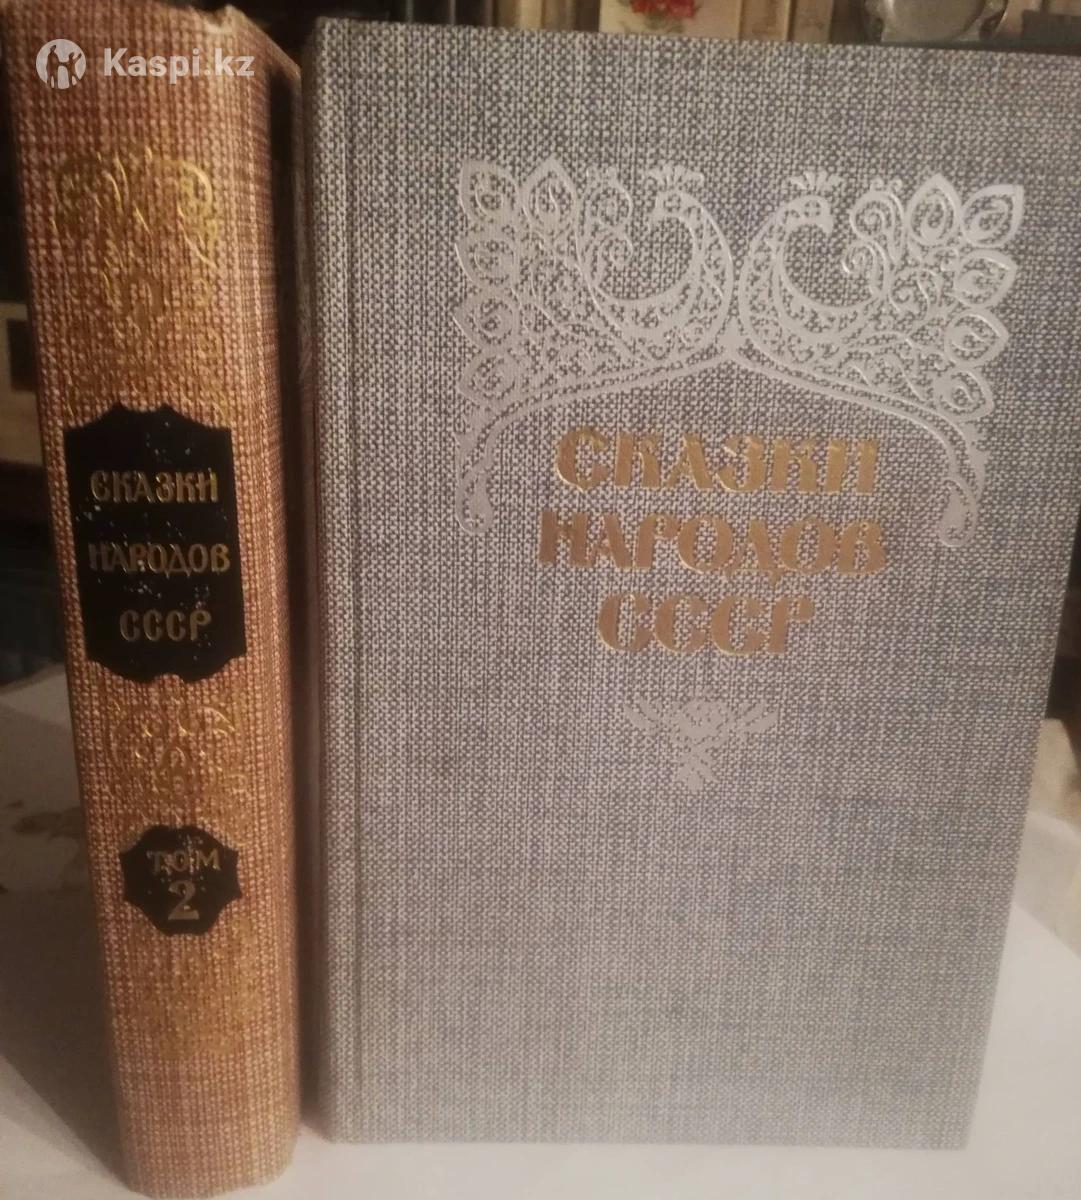 Kaspi.kz
СКАЗКИ
НАРОДОВ
СССР
ТОМ
2
СКАЗКИ
НАРОДОВ
СССР